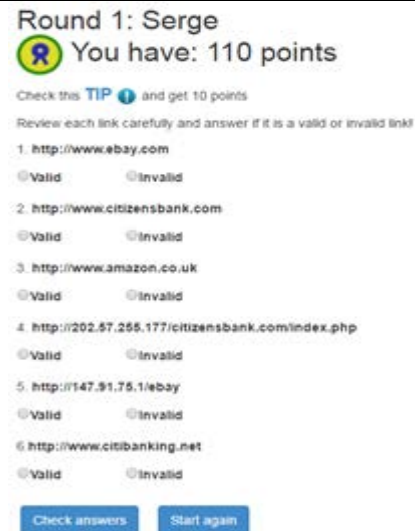 Round 1: Serge
You have: 110 points
Check this TIP and get 10 points
Review each link carefully and answer if it is a valid or invalid link!
1. http://www.ebay.com
Valid Invalid
2. http://www.citizensbank.com
Valid Invalid
3. http://www.amazon.co.uk
Valid Invalid
4. http://202.57.255.177/citizensbank.com/index.php
Valid Invalid
5. http://147.91.75.1/ebay
Valid Invalid
6.http://www.citibanking.net
Valid Invalid
Check answers Start again